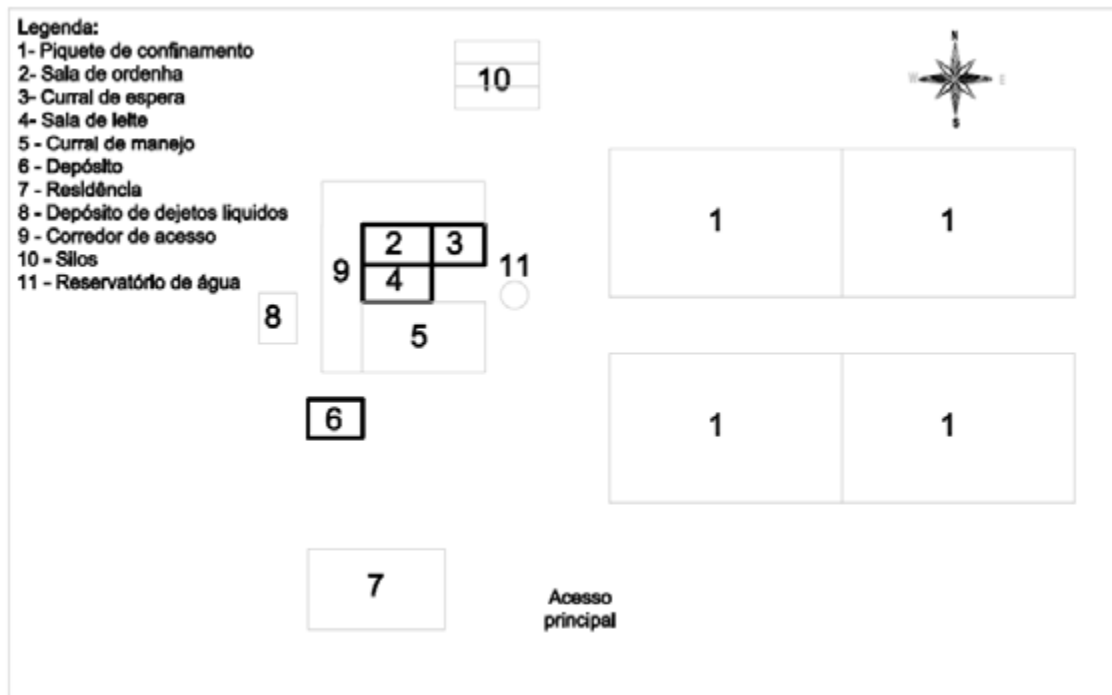 Legenda:
1- Piquete de confinamento
2- Sala de ordenha
3- Curral de espera
4- Sala de leite
5 - Curral de manejo
6 - Depósito
7 - Residência
8 - Depósito de dejetos liquidos
9 - Corredor de acesso
10 - Silos
11 - Reservatório de água
10
N
W
E
S
1
1
2
3
9
4
11
8
5
6
1
1
7
Acesso
principal